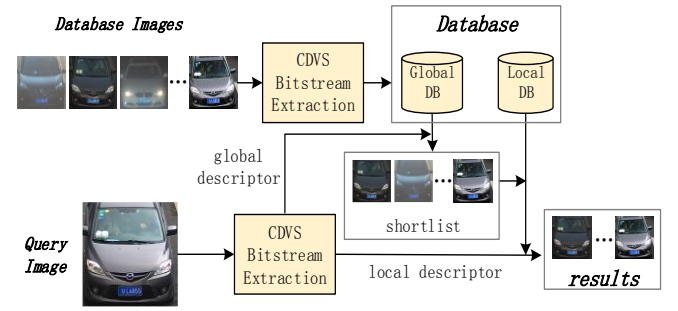 Database Images
CDVS
Bitstream
Extraction
Database
Global
DB
Local
DB
global
descriptor
shortlist
Query
Image
CDVS
Bitstream
Extraction
local descriptor
results